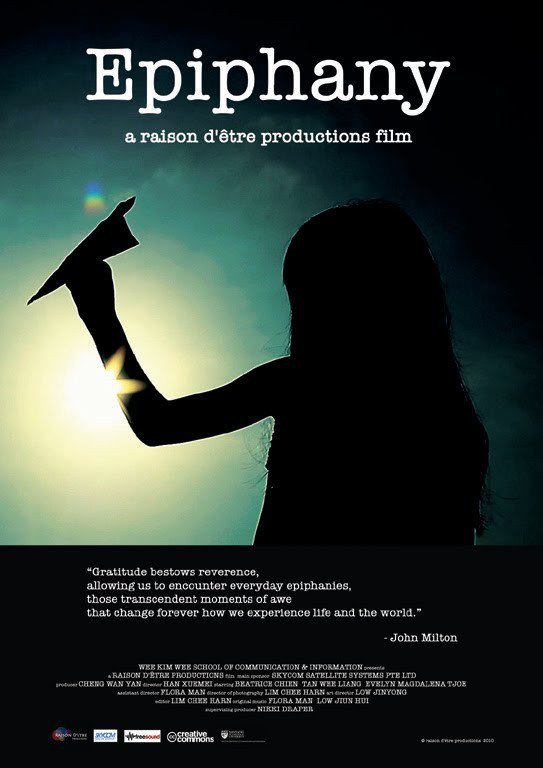 Epiphany
a raison d'être productions film
“Gratitude bestows reverence,
allowing us to encounter everyday epiphanies,
those transcendent moments of awe
that change forever how we experience life and the world.”
- John Milton
WEE KIM WEE SCHOOL OF COMMUNICATION & INFORMATION presents
a RAISON D'ÊTRE PRODUCTIONS film main sponsor SKYCOM SATELLITE SYSTEMS PTE LTD
producer CHENG WAN YAN director HAN XUEMEI starring BEATRICE CHIEN TAN WEE LIANG EVELYN MAGDALENA TJOE
assistant director FLORA MAN director of photography LIM CHEE HARN art director LOW JINYONG
editor LIM CHEE HARN original music FLORA MAN LOW JIUN HUI
supervising producer NIKKI DRAPER
RAISON D'ÊTRE
SKYCOM
freesound
creative commons
© raison d'être productions 2010